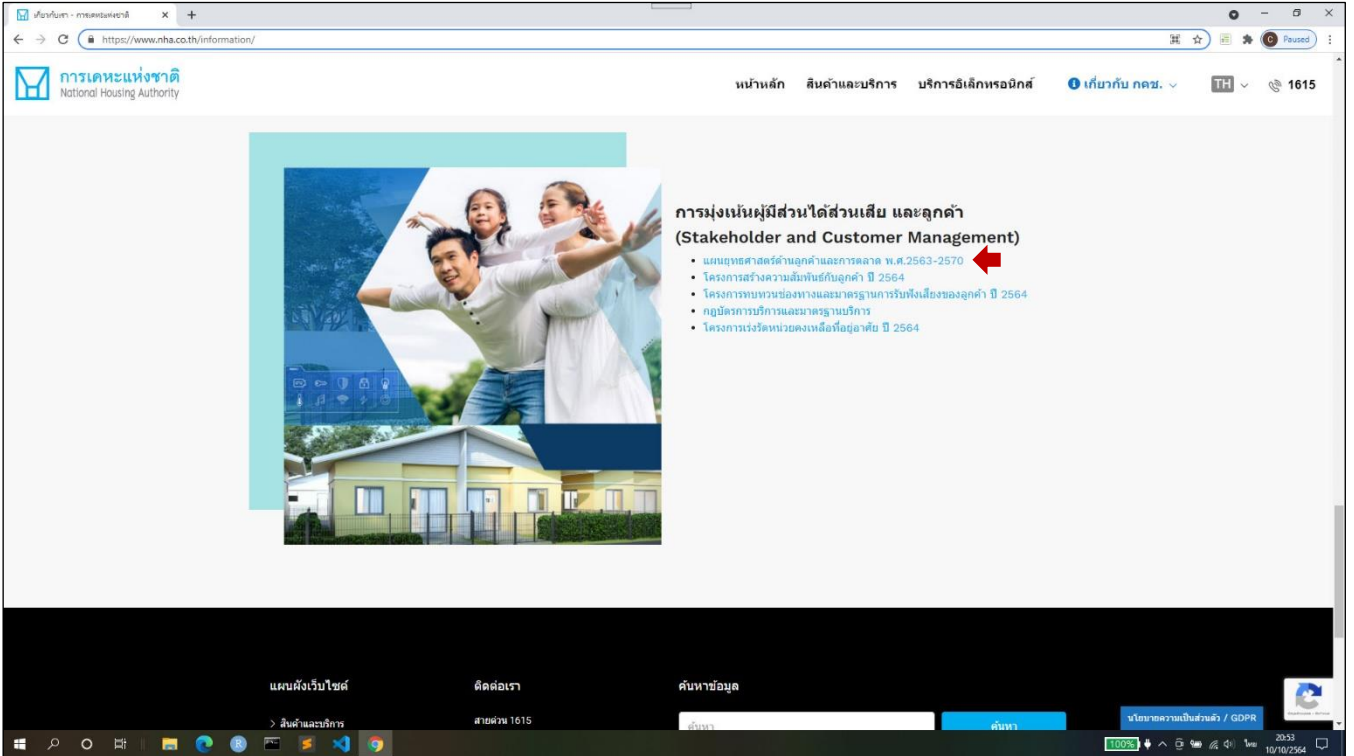 เกี่ยวกับเรา - การเคหะแห่งชาติ
https://www.nha.co.th/information/
Paused
การเคหะแห่งชาติ
National Housing Authority
หน้าหลัก สินค้าและบริการ บริการอิเล็กทรอนิกส์ เกี่ยวกับ กคช. TH 1615
การมุ่งเน้นผู้มีส่วนได้ส่วนเสีย และลูกค้า
(Stakeholder and Customer Management)
• แผนยุทธศาสตร์ด้านลูกค้าและการตลาด พ.ศ.2563-2570
• โครงการสร้างความสัมพันธ์กับลูกค้า ปี 2564
• โครงการทบทวนช่องทางและมาตรฐานการรับฟังเสียงของลูกค้า ปี 2564
• กฎบัตรการบริการและมาตรฐานบริการ
• โครงการเร่งรัดหน่วยคงเหลือที่อยู่อาศัย ปี 2564
แผนผังเว็บไซต์ ติดต่อเรา ค้นหาข้อมูล
> สินค้าและบริการ สายด่วน 1615 ค้นหา ค้นหา
นโยบายความเป็นส่วนตัว / GDPR
100% ไทย 20:53
10/10/2564